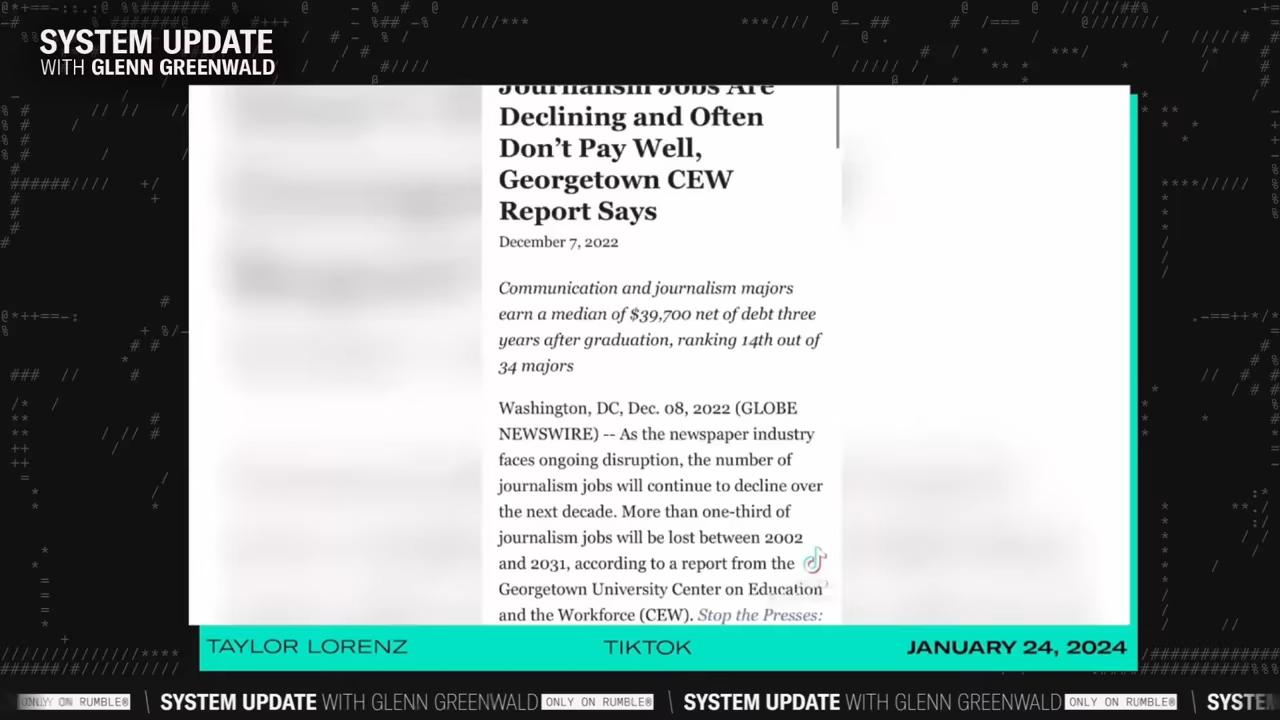 SYSTEM UPDATE
WITH GLENN GREENWALD
Journalism Jobs Are
Declining and Often
Don't Pay Well,
Georgetown CEW
Report Says
December 7, 2022
Communication and journalism majors
earn a median of $39,700 net of debt three
years after graduation, ranking 14th out of
34 majors
Washington, DC, Dec. 08, 2022 (GLOBE
NEWSWIRE) -- As the newspaper industry
faces ongoing disruption, the number of
journalism jobs will continue to decline over
the next decade. More than one-third of
journalism jobs will be lost between 2002
and 2031, according to a report from the
Georgetown University Center on Education
and the Workforce (CEW). Stop the Presses:
TAYLOR LORENZ TIKTOK JANUARY 24, 2024
ONLY ON RUMBLE® SYSTEM UPDATE WITH GLENN GREENWALD ONLY ON RUMBLE® SYSTEM UPDATE WITH GLENN GREENWALD ONLY ON RUMBLE®